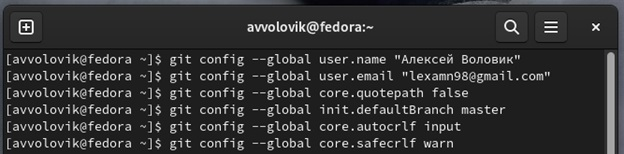 avvolovik@fedora:~
[avvolovik@fedora ~]$ git config --global user.name "Алексей Воловик"
[avvolovik@fedora ~]$ git config --global user.email "lexamn98@gmail.com"
[avvolovik@fedora ~]$ git config --global core.quotepath false
[avvolovik@fedora ~]$ git config --global init.defaultBranch master
[avvolovik@fedora ~]$ git config --global core.autocrlf input
[avvolovik@fedora ~]$ git config --global core.safecrlf warn